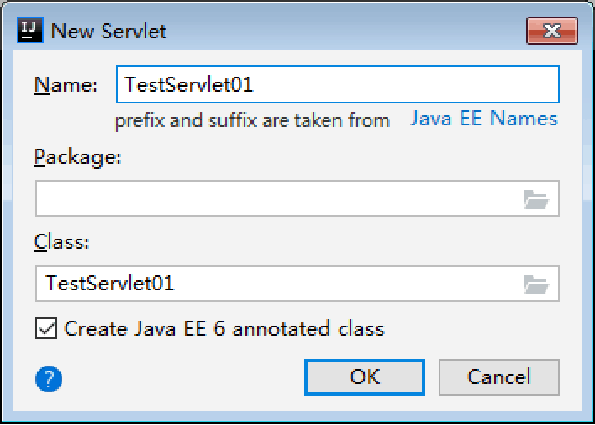 IJ New Servlet
Name: TestServlet01
prefix and suffix are taken from Java EE Names
Package:
Class:
TestServlet01
Create Java EE 6 annotated class
? OK Cancel